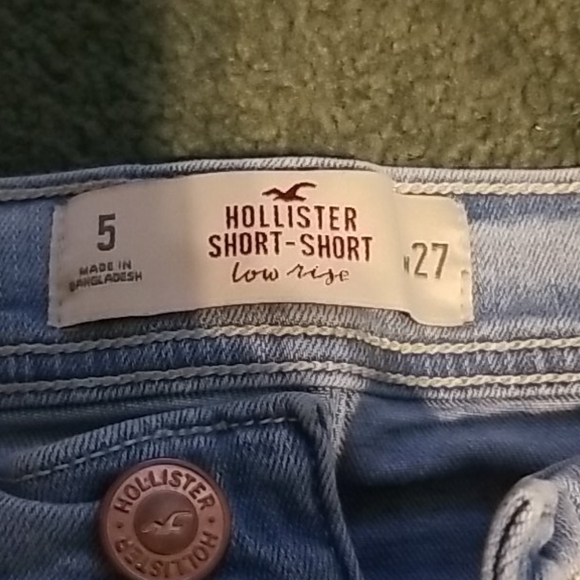 5
MADE IN
BANGLADESH
HOLLISTER
SHORT-SHORT
low rise
W27
HOLLISTER
HOLLISTER